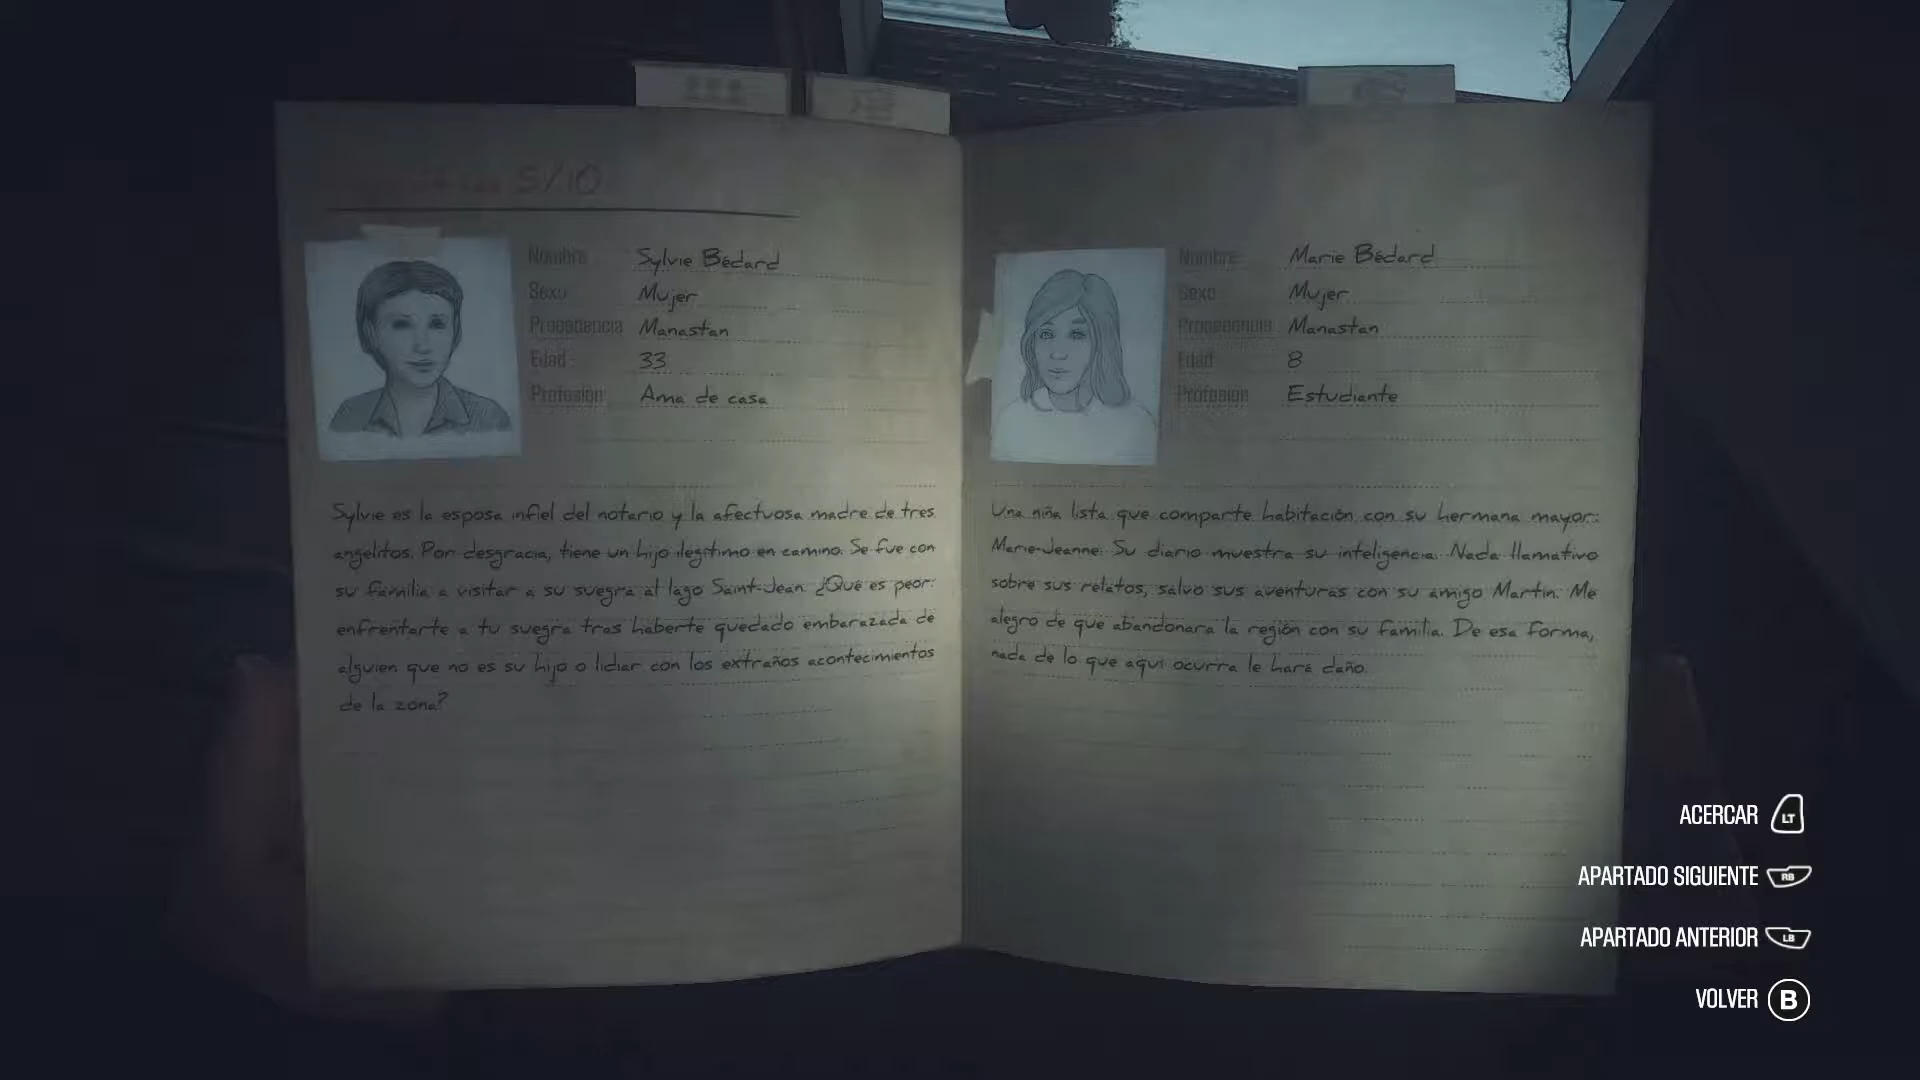 5/10
Nombre Sylvie Bédard
Sexo Mujer
Procedencia Manastan
Edad 33
Profesión Ama de casa
Sylvie es la esposa infiel del notario y la afectuosa madre de tres
angelitos. Por desgracia, tiene un hijo ilegítimo en camino. Se fue con
su familia a visitar a su suegra al lago Saint-Jean. ¿Qué es peor:
enfrentarte a tu suegra tras haberte quedado embarazada de
alguien que no es su hijo o lidiar con los extraños acontecimientos
de la zona?
Nombre Marie Bédard
Sexo Mujer
Procedencia Manastan
Edad 8
Profesión Estudiante
Una niña lista que comparte habitación con su hermana mayor:
Marie-Jeanne. Su diario muestra su inteligencia. Nada llamativo
sobre sus relatos, salvo sus aventuras con su amigo Martin. Me
alegro de que abandonara la región con su familia. De esa forma,
nada de lo que aquí ocurra le hará daño.
ACERCAR LT
APARTADO SIGUIENTE RB
APARTADO ANTERIOR LB
VOLVER B